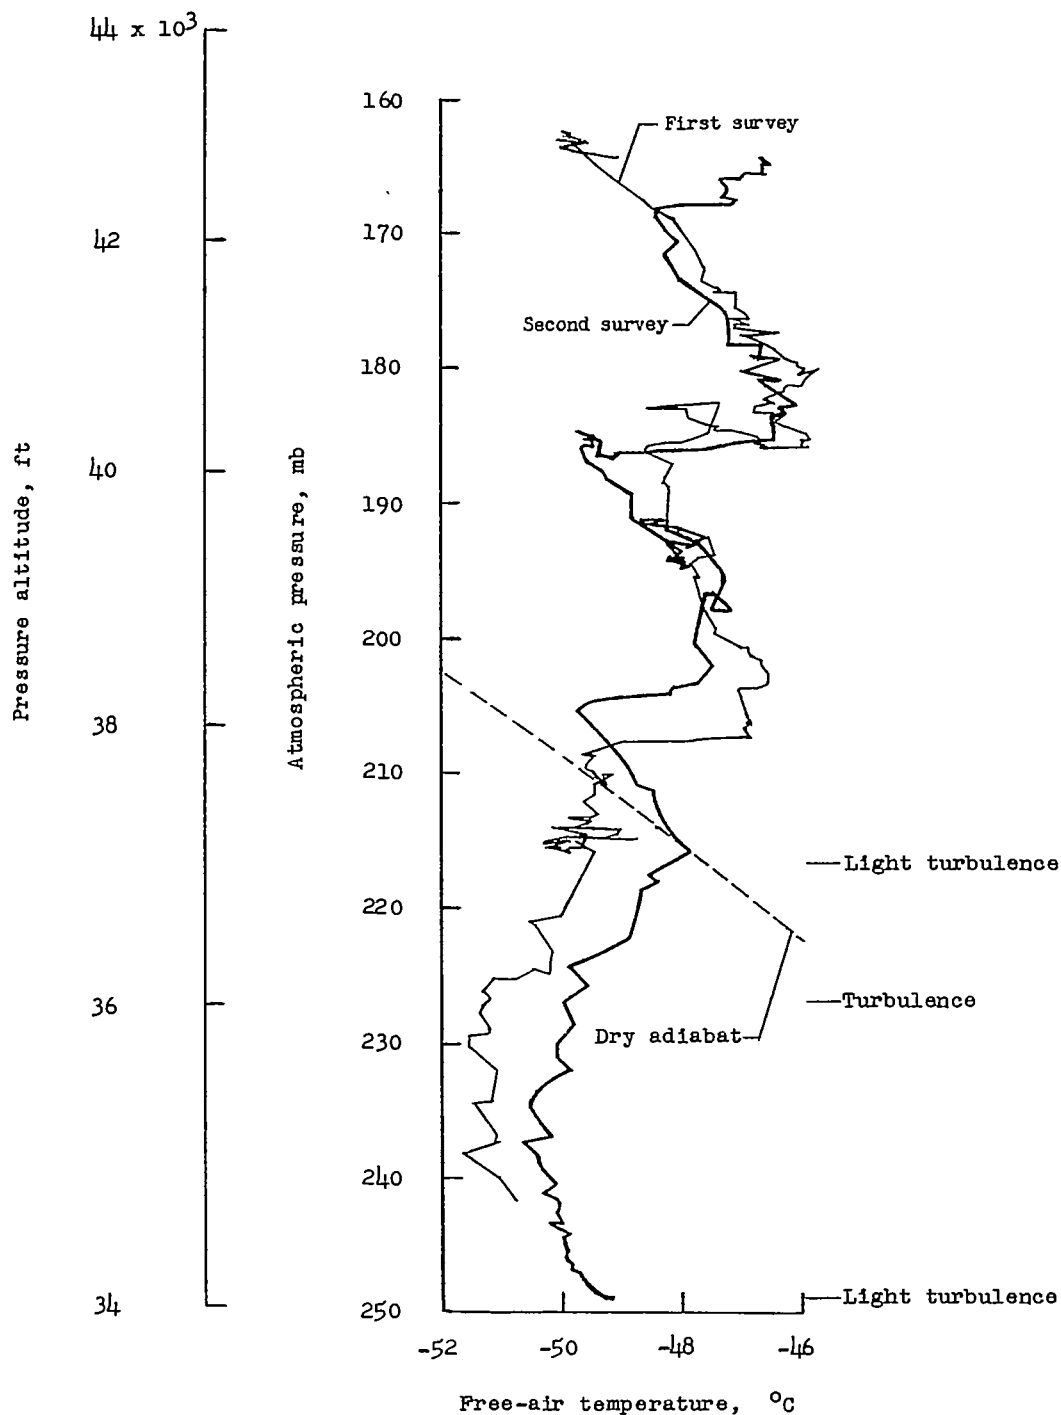 44 x 10³
42
40
38
36
34
Pressure altitude, ft
160
170
180
190
200
210
220
230
240
250
Atmospheric pressure, mb
First survey
Second survey
Light turbulence
Turbulence
Dry adiabat
Light turbulence
-52
-50
-48
-46
Free-air temperature, °C